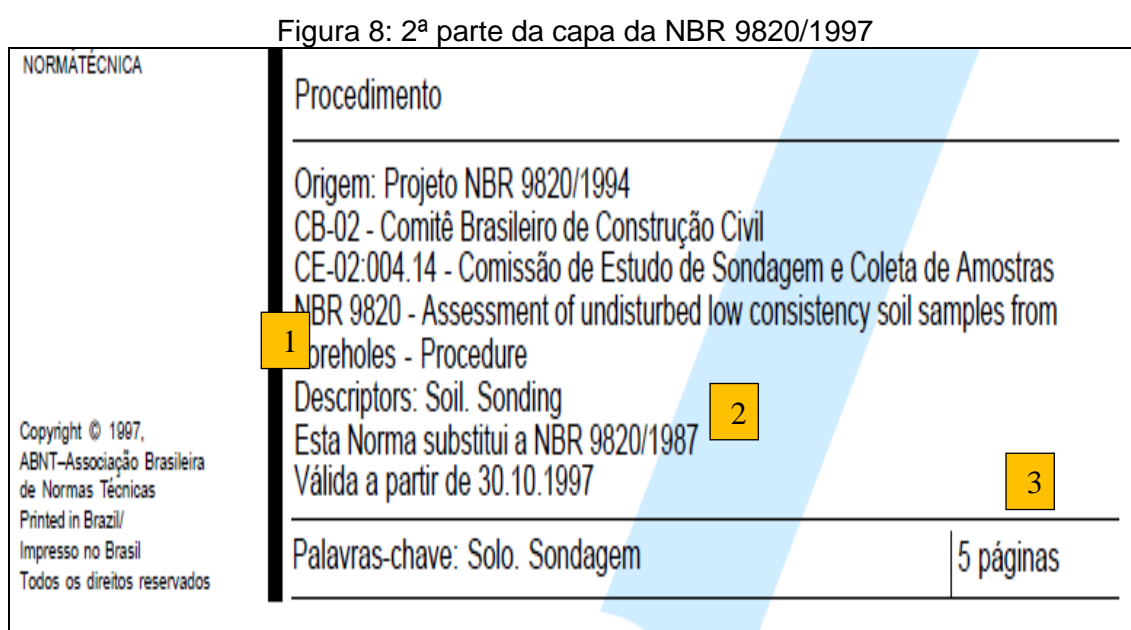 Figura 8: 2ª parte da capa da NBR 9820/1997
NORMATÉCNICA
Procedimento
Origem: Projeto NBR 9820/1994
CB-02 - Comitê Brasileiro de Construção Civil
CE-02:004.14 - Comissão de Estudo de Sondagem e Coleta de Amostras
NBR 9820 - Assessment of undisturbed low consistency soil samples from
1
oreholes - Procedure
Descriptors: Soil. Sonding
2
Esta Norma substitui a NBR 9820/1987
Válida a partir de 30.10.1997
3
Copyright © 1997,
ABNT–Associação Brasileira
de Normas Técnicas
Printed in Brazil/
Impresso no Brasil
Todos os direitos reservados
Palavras-chave: Solo. Sondagem
5 páginas